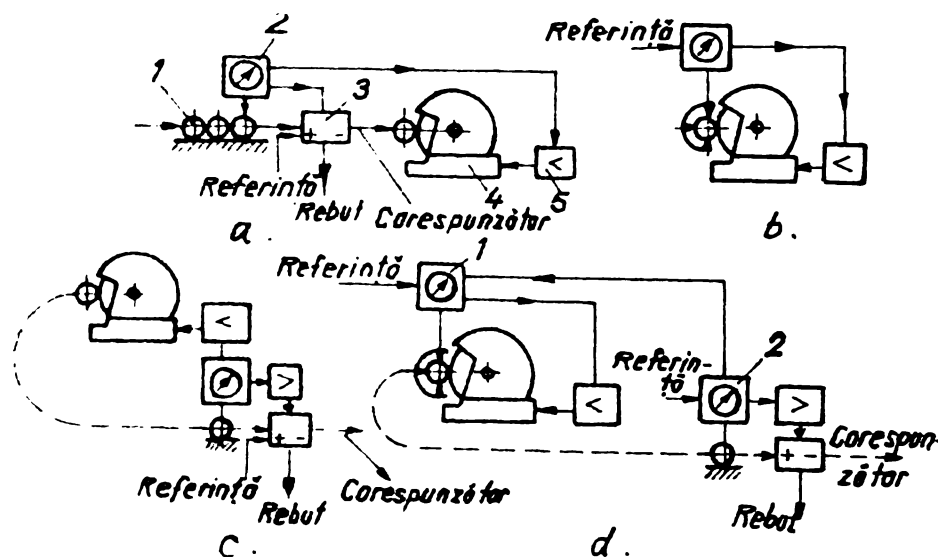 1
2
3
Referință
Rebut
Corespunzător
4
5
+ -
<
a.
Referință
<
b.
<
>
+ -
Referință
Rebut
Corespunzător
c.
Referință
1
<
Referin-
ță
2
>
+ -
Corespun-
zător
Rebut
d.